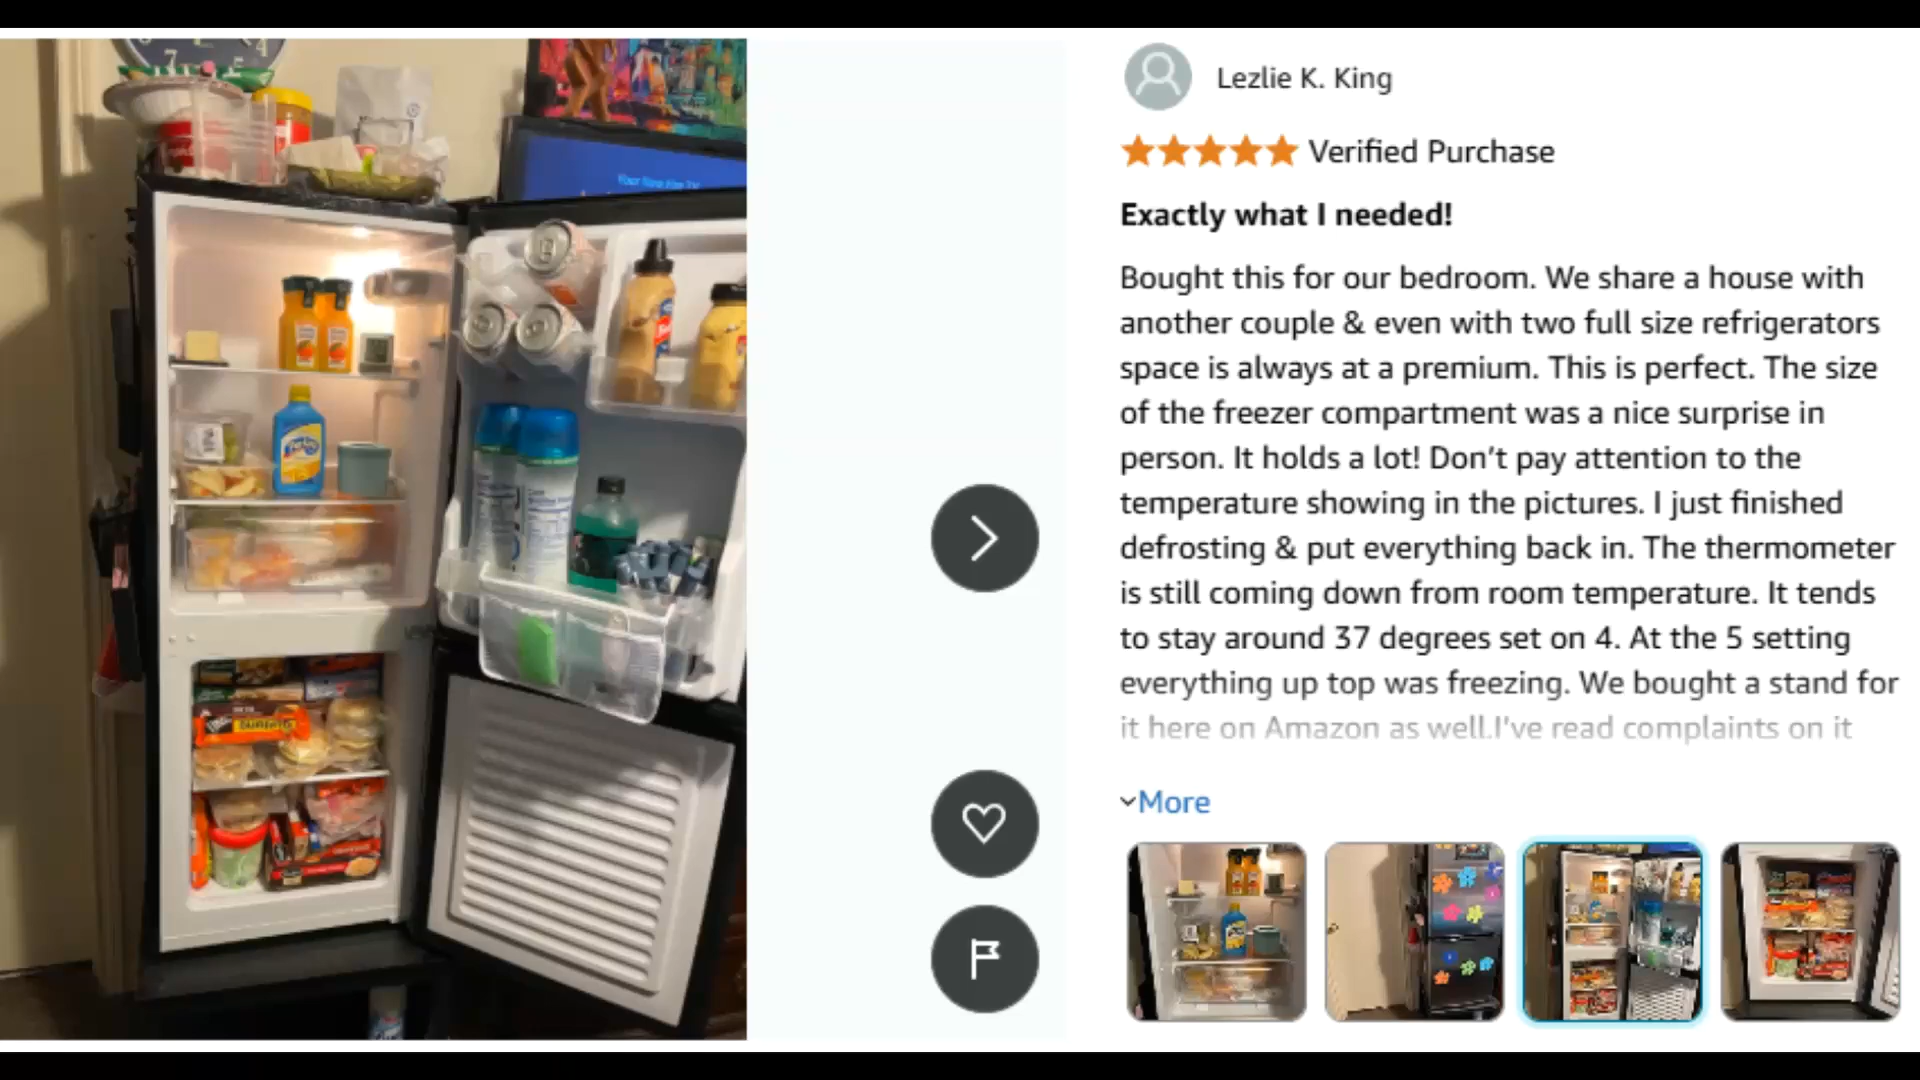 Lezlie K. King
Verified Purchase
Exactly what I needed!
Bought this for our bedroom. We share a house with
another couple & even with two full size refrigerators
space is always at a premium. This is perfect. The size
of the freezer compartment was a nice surprise in
person. It holds a lot! Don’t pay attention to the
temperature showing in the pictures. I just finished
defrosting & put everything back in. The thermometer
is still coming down from room temperature. It tends
to stay around 37 degrees set on 4. At the 5 setting
everything up top was freezing. We bought a stand for
it here on Amazon as well.I've read complaints on it
More